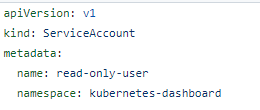 apiVersion: v1
kind: ServiceAccount
metadata:
  name: read-only-user
  namespace: kubernetes-dashboard